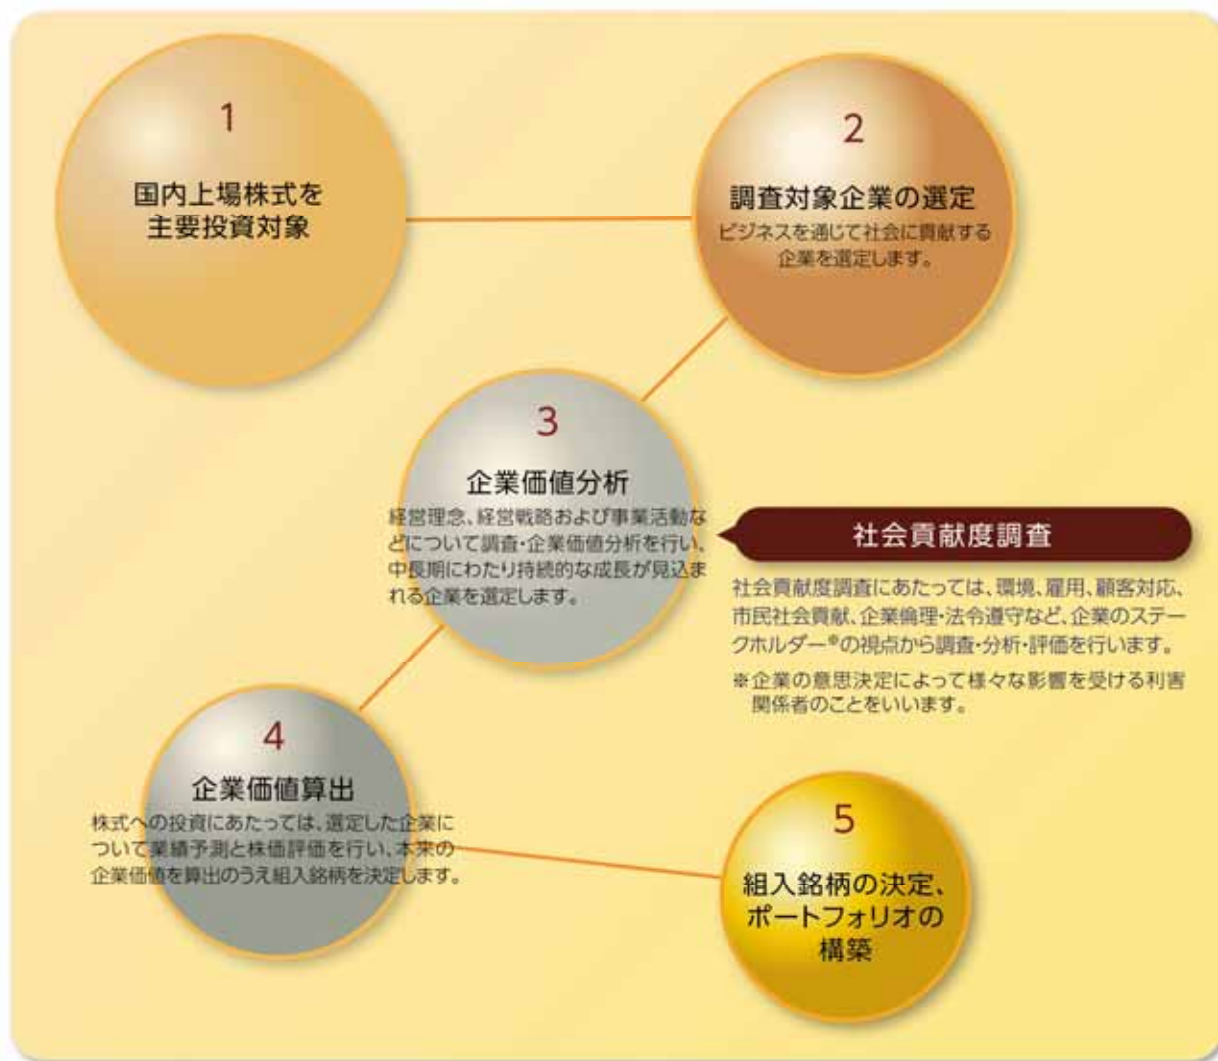 1
国内上場株式を
主要投資対象
2
調査対象企業の選定
ビジネスを通じて社会に貢献する
企業を選定します。
3
企業価値分析
経営理念、経営戦略および事業活動な
どについて調査・企業価値分析を行い、
中長期にわたり持続的な成長が見込ま
れる企業を選定します。
社会貢献度調査
社会貢献度調査にあたっては、環境、雇用、顧客対応、
市民社会貢献、企業倫理・法令遵守など、企業のステー
クホルダー※の視点から調査・分析・評価を行います。
※企業の意思決定によって様々な影響を受ける利害
関係者のことをいいます。
4
企業価値算出
株式への投資にあたっては、選定した企業に
ついて業績予測と株価評価を行い、本来の
企業価値を算出のうえ組入銘柄を決定します。
5
組入銘柄の決定、
ポートフォリオの
構築